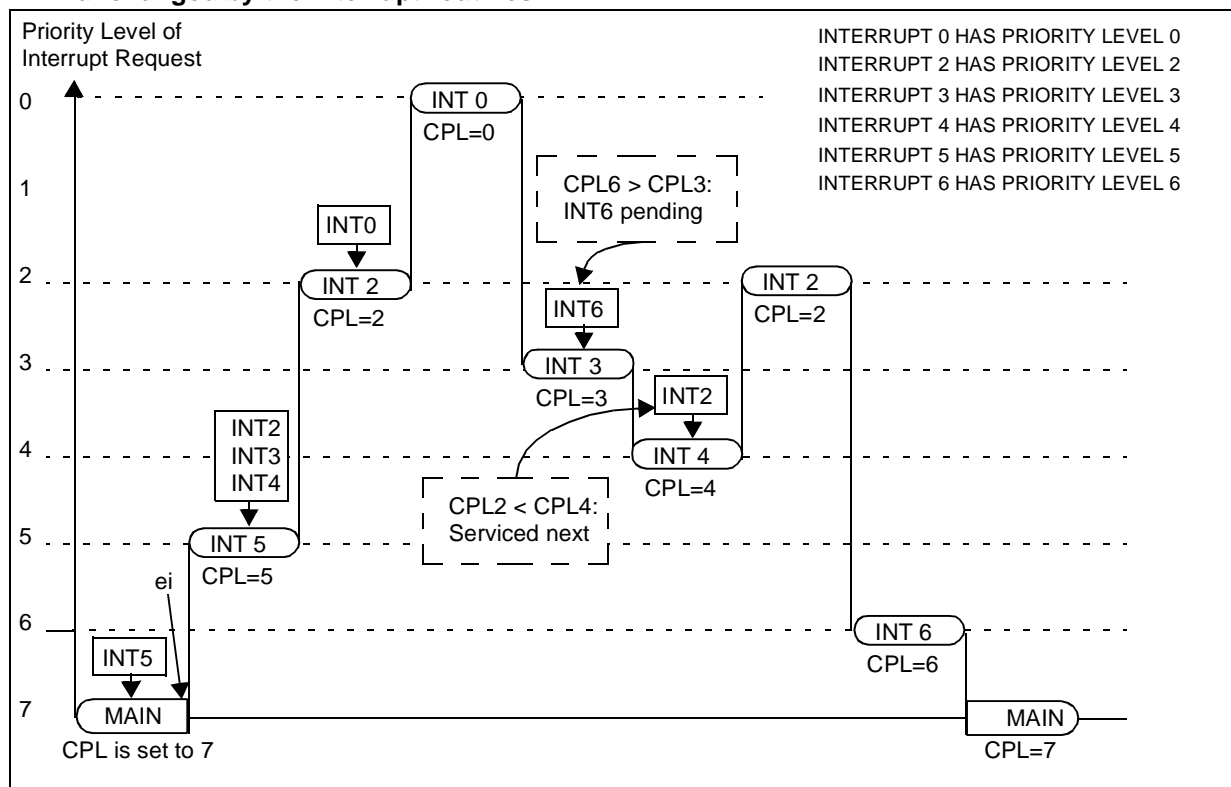 Priority Level of
Interrupt Request
INTERRUPT 0 HAS PRIORITY LEVEL 0
INTERRUPT 2 HAS PRIORITY LEVEL 2
INTERRUPT 3 HAS PRIORITY LEVEL 3
INTERRUPT 4 HAS PRIORITY LEVEL 4
INTERRUPT 5 HAS PRIORITY LEVEL 5
INTERRUPT 6 HAS PRIORITY LEVEL 6
0
INT 0
CPL=0
1
CPL6 > CPL3:
INT6 pending
INT0
2
INT 2
CPL=2
INT 2
CPL=2
INT6
3
INT 3
CPL=3
INT2
INT2
INT3
INT4
4
INT 4
CPL=4
CPL2 < CPL4:
Serviced next
5
INT 5
CPL=5
ei
6
INT 6
CPL=6
INT5
7
MAIN
CPL is set to 7
MAIN
CPL=7